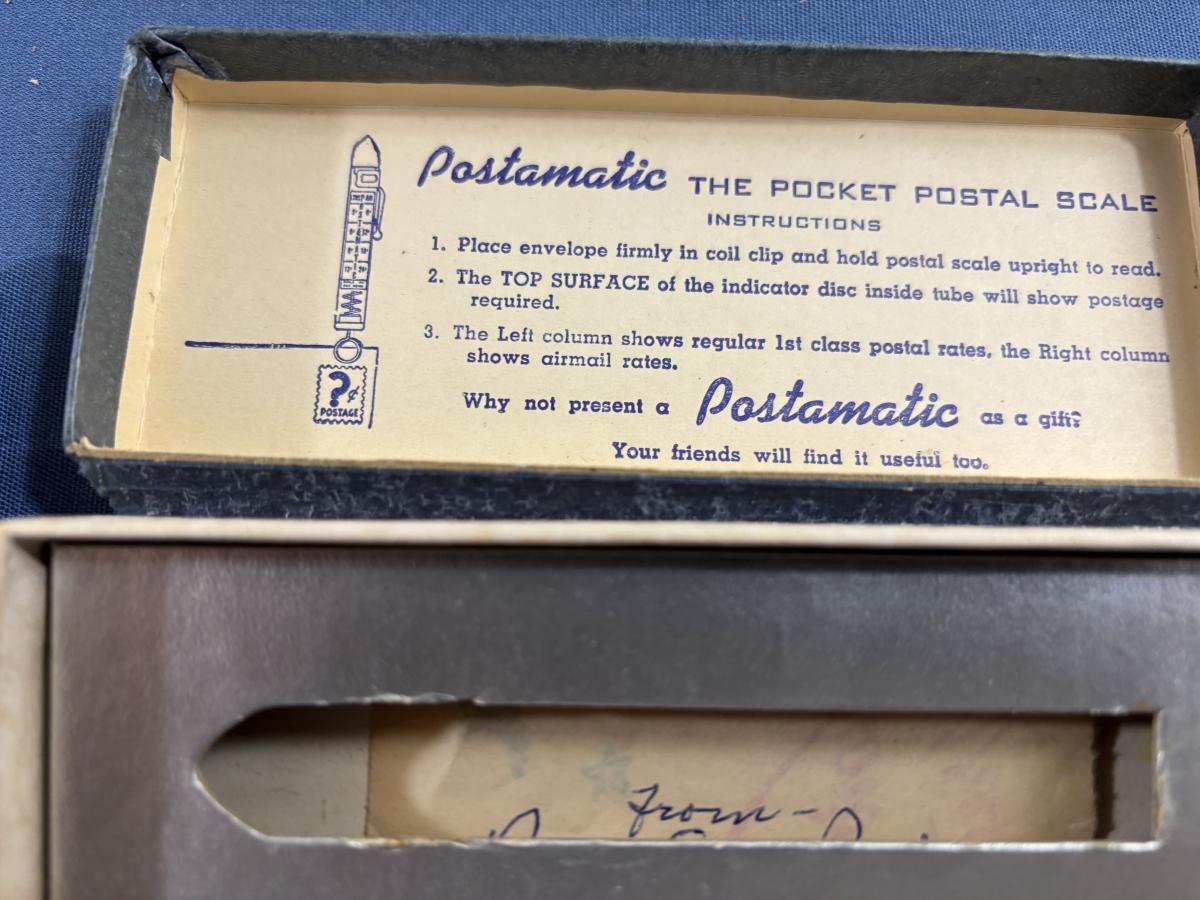 Postamatic THE POCKET POSTAL SCALE
INSTRUCTIONS
1. Place envelope firmly in coil clip and hold postal scale upright to read.
2. The TOP SURFACE of the indicator disc inside tube will show postage
required.
3. The Left column shows regular 1st class postal rates, the Right column
shows airmail rates.
?¢
POSTAGE
Why not present a Postamatic as a gift?
Your friends will find it useful too.
From-